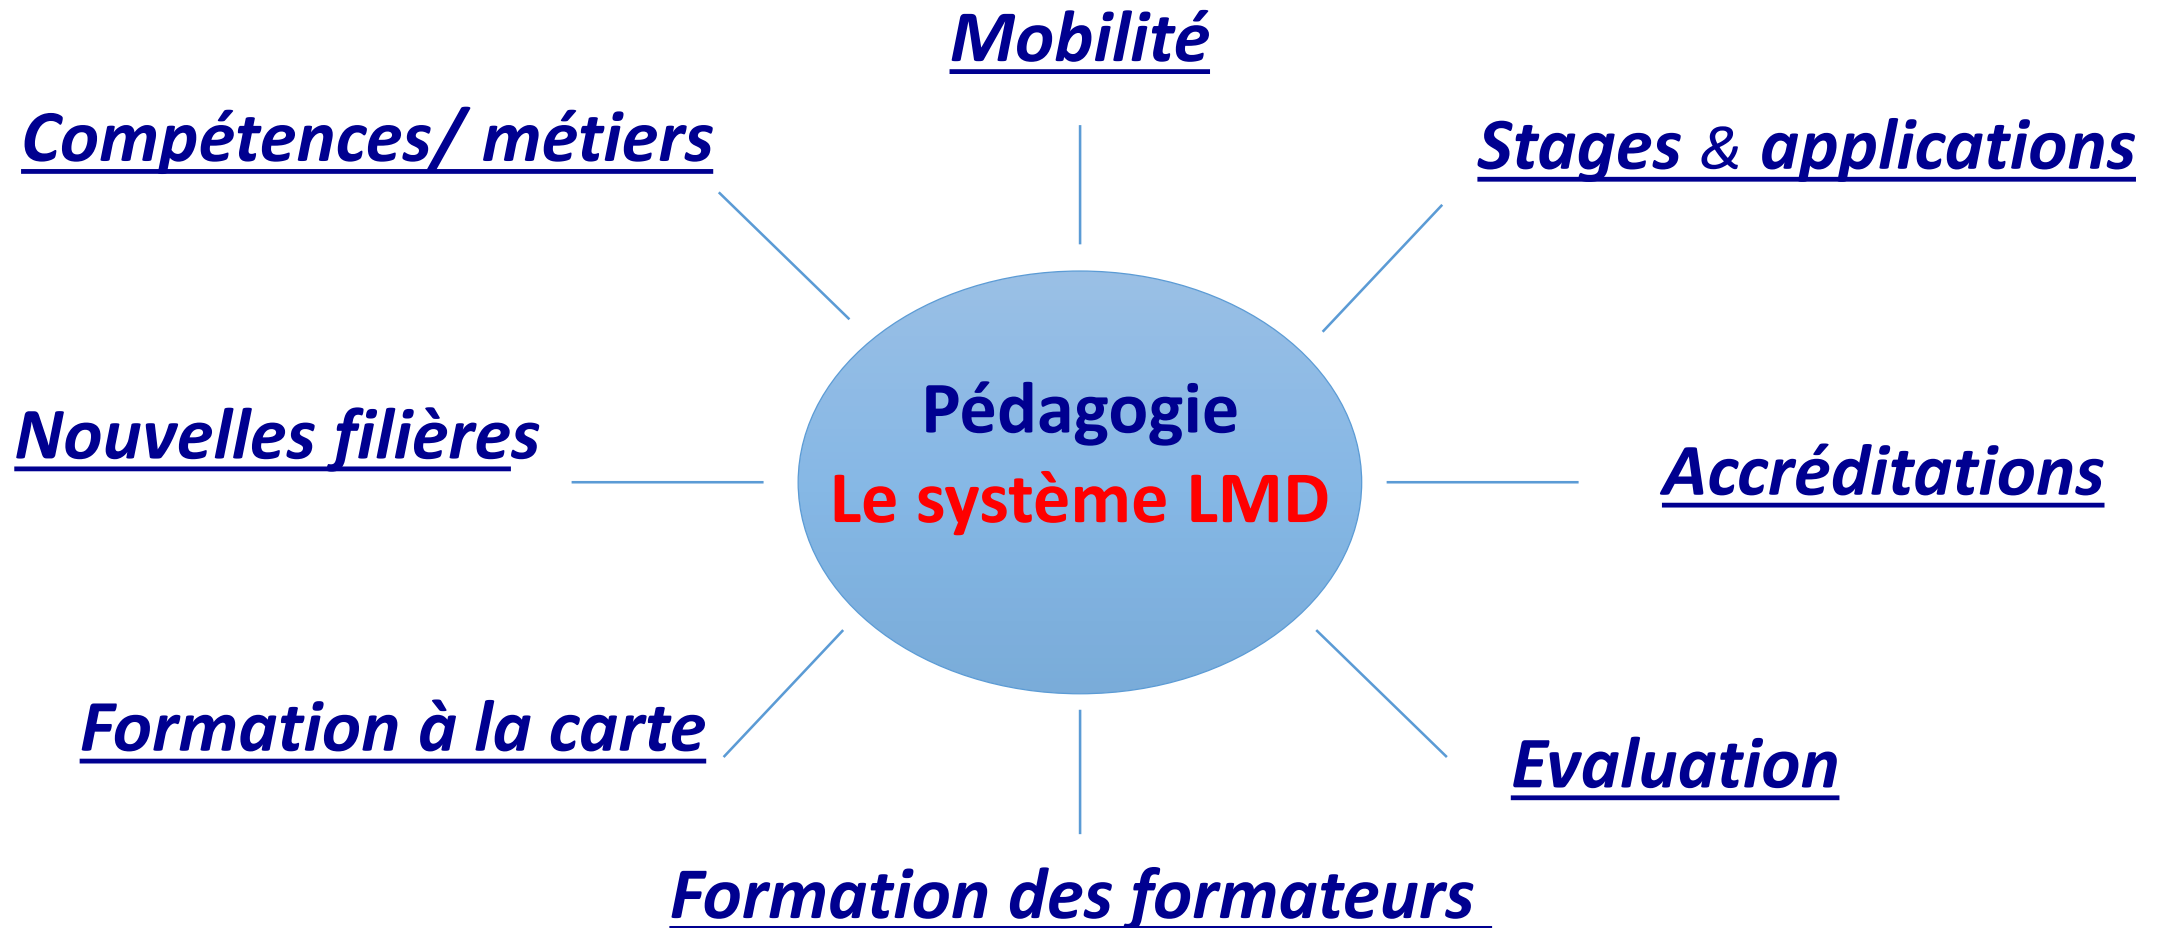 Mobilité
Compétences/ métiers
Stages & applications
Pédagogie
Le système LMD
Nouvelles filières
Accréditations
Formation à la carte
Evaluation
Formation des formateurs